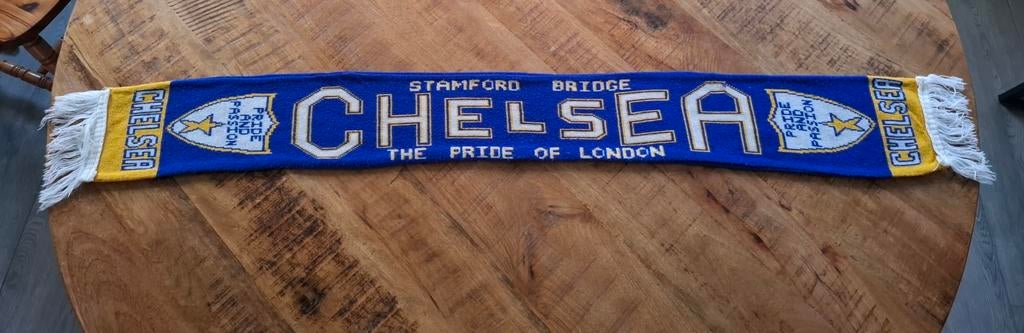 CHELSEA
PRIDE
AND
PASSION
STAMFORD BRIDGE
CHELSEA
THE PRIDE OF LONDON
PRIDE
AND
PASSION
CHELSEA